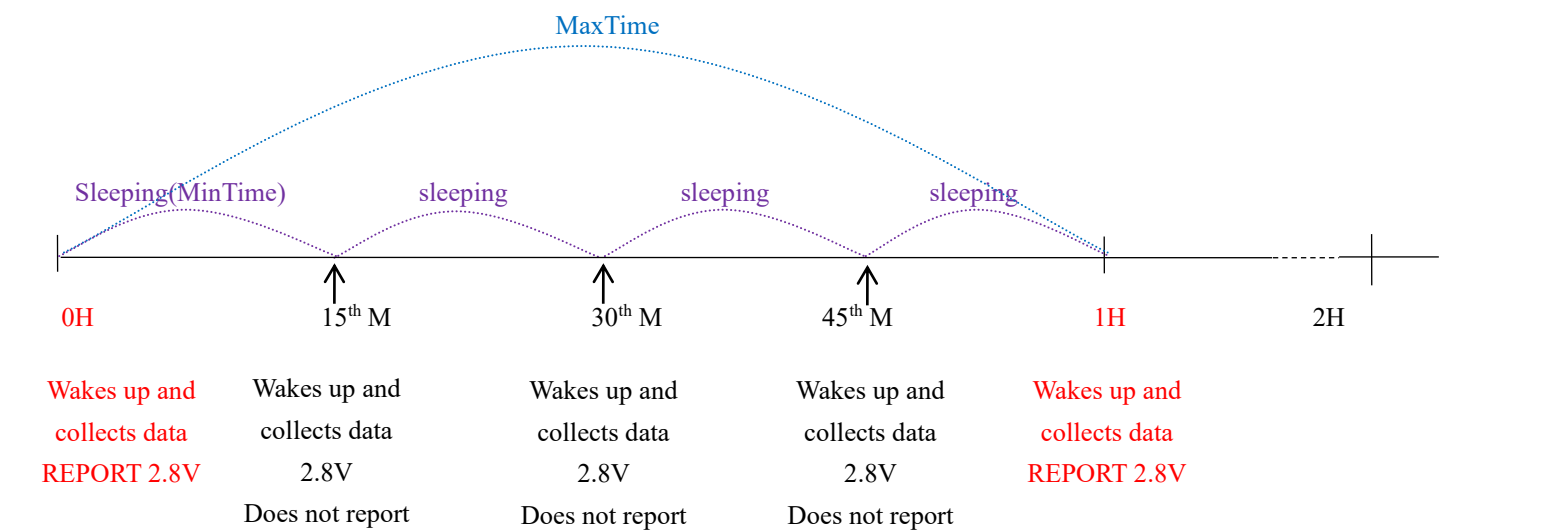 MaxTime
Sleeping(MinTime)
sleeping
sleeping
sleeping
0H
15th M
30th M
45th M
1H
2H
Wakes up and
collects data
REPORT 2.8V
Wakes up and
collects data
2.8V
Does not report
Wakes up and
collects data
2.8V
Does not report
Wakes up and
collects data
2.8V
Does not report
Wakes up and
collects data
REPORT 2.8V